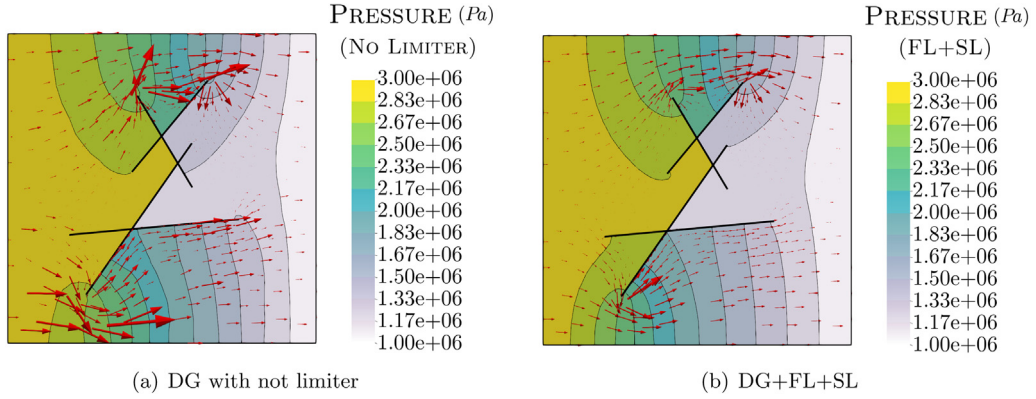 PRESSURE (Pa)
(NO LIMITER)
3.00e+06
2.83e+06
2.67e+06
2.50e+06
2.33e+06
2.17e+06
2.00e+06
1.83e+06
1.67e+06
1.50e+06
1.33e+06
1.17e+06
1.00e+06
(a) DG with not limiter
PRESSURE (Pa)
(FL+SL)
3.00e+06
2.83e+06
2.67e+06
2.50e+06
2.33e+06
2.17e+06
2.00e+06
1.83e+06
1.67e+06
1.50e+06
1.33e+06
1.17e+06
1.00e+06
(b) DG+FL+SL